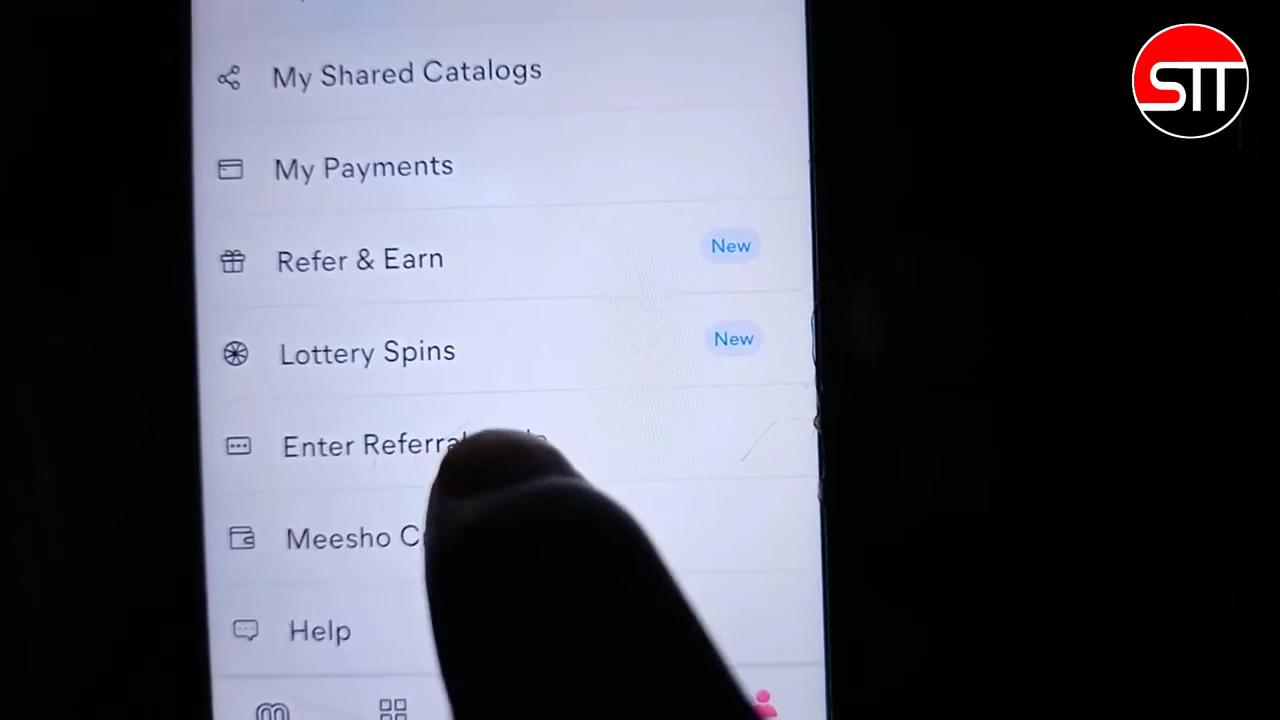 My Shared Catalogs
My Payments
Refer & Earn
New
Lottery Spins
New
Enter Referral
Meesho
Help
STT